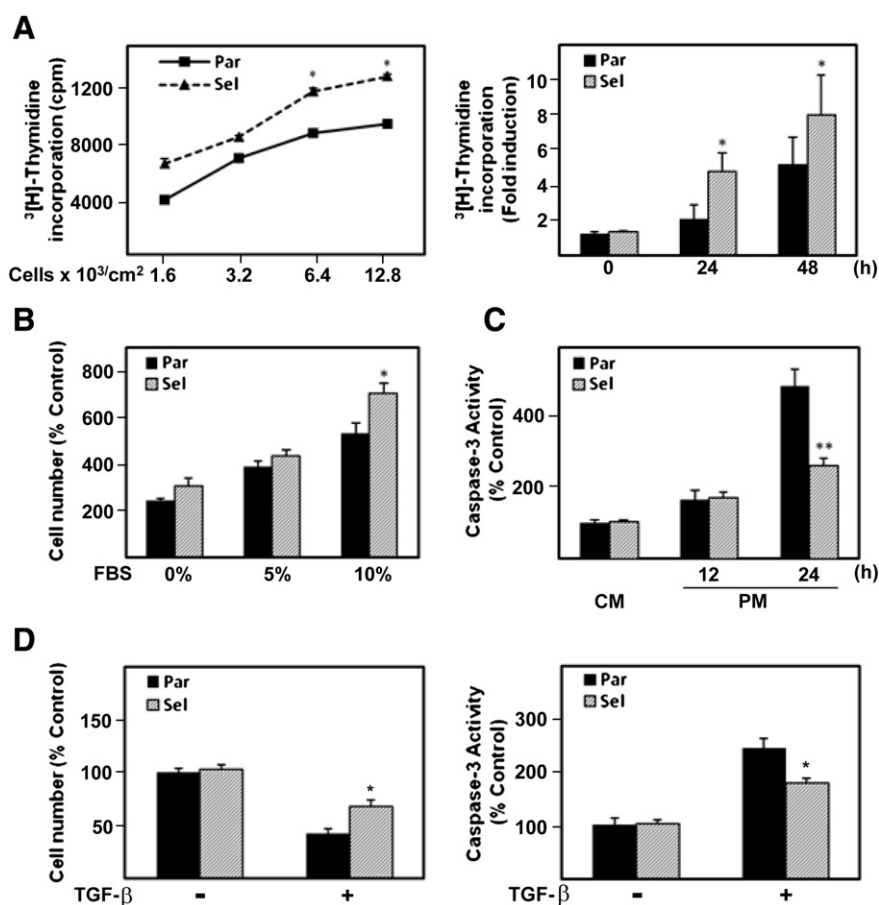 A
³[H]-Thymidine
incorporation (cpm)
1200
8000
4000
Par
Sel
*
*
Cells x 10³/cm² 1.6 3.2 6.4 12.8
³[H]-Thymidine
incorporation
(Fold induction)
10
8
6
4
2
Par
Sel
*
*
0 24 48 (h)
B
Cell number (% Control)
800
600
400
200
Par
Sel
*
FBS 0% 5% 10%
C
Caspase-3 Activity
(% Control)
400
200
Par
Sel
**
12 24 (h)
CM PM
D
Cell number (% Control)
150
100
50
Par
Sel
*
TGF-β - +
Caspase-3 Activity
(% Control)
300
200
100
Par
Sel
*
TGF-β - +